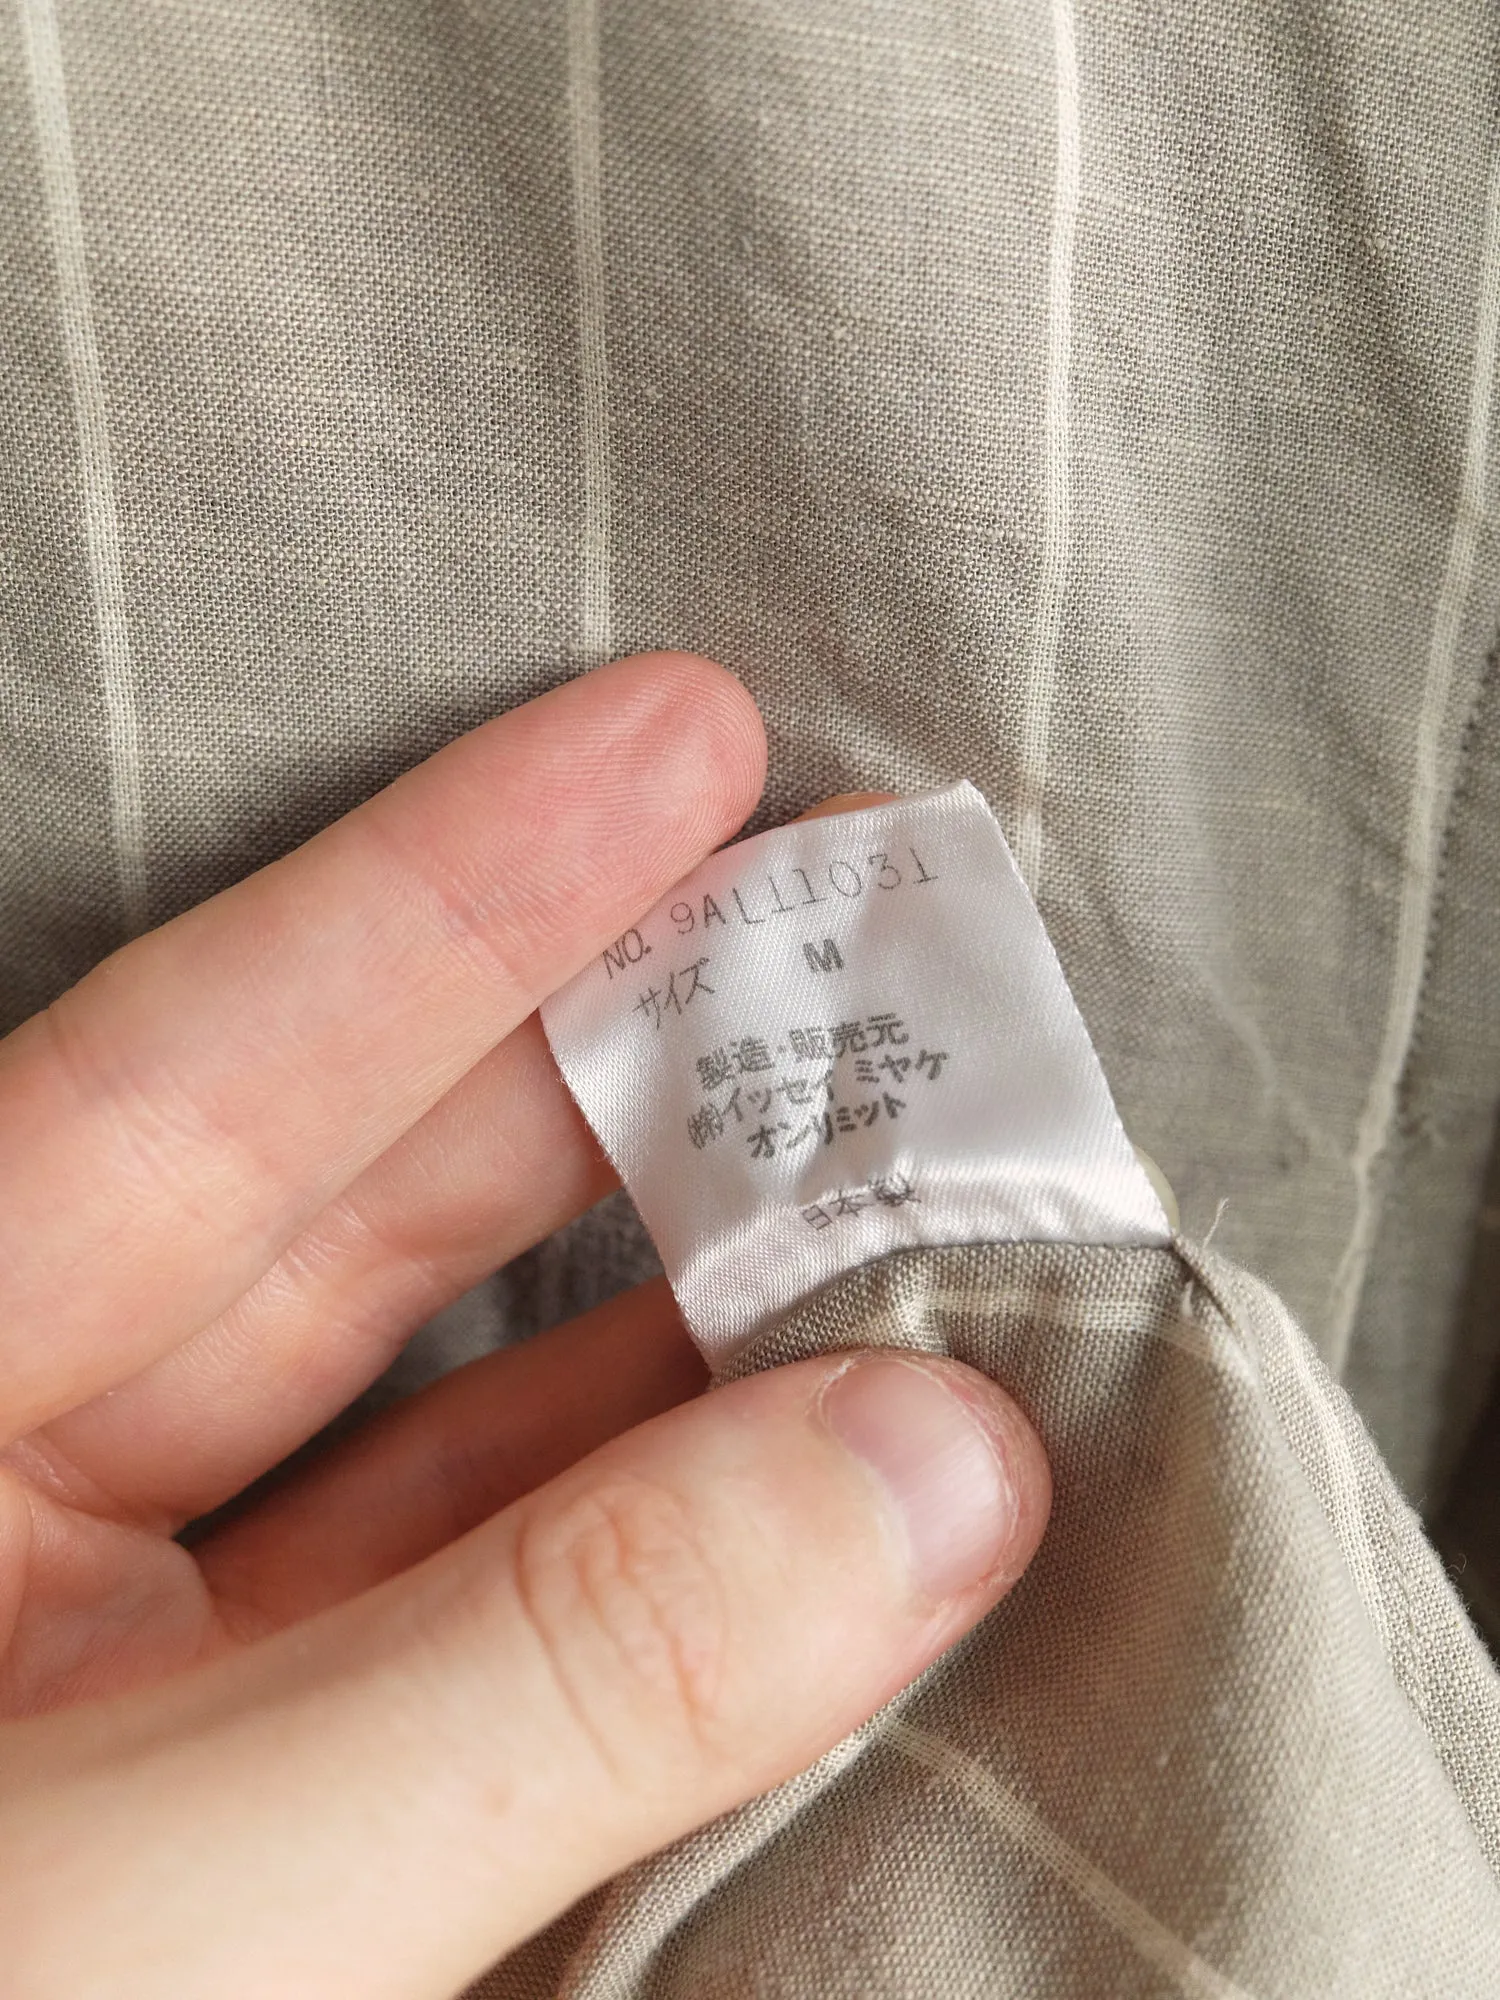 NO. 9AL11031
サイズ M
製造・販売元
㈱イッセイ ミヤケ
オンリミット
日本製